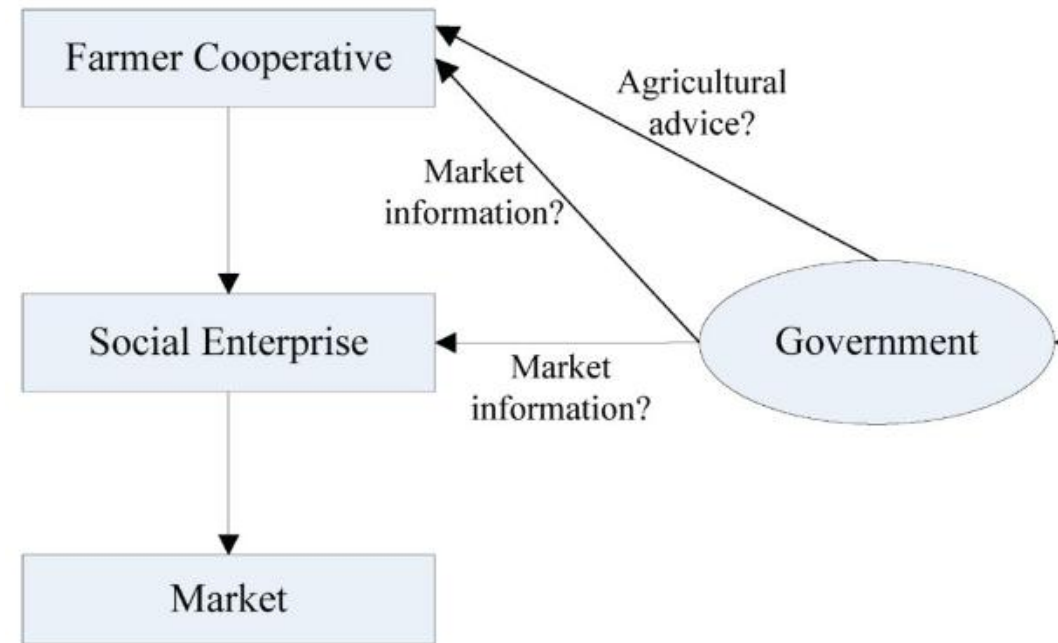 Farmer Cooperative
Agricultural
advice?
Market
information?
Social Enterprise
Government
Market
information?
Market